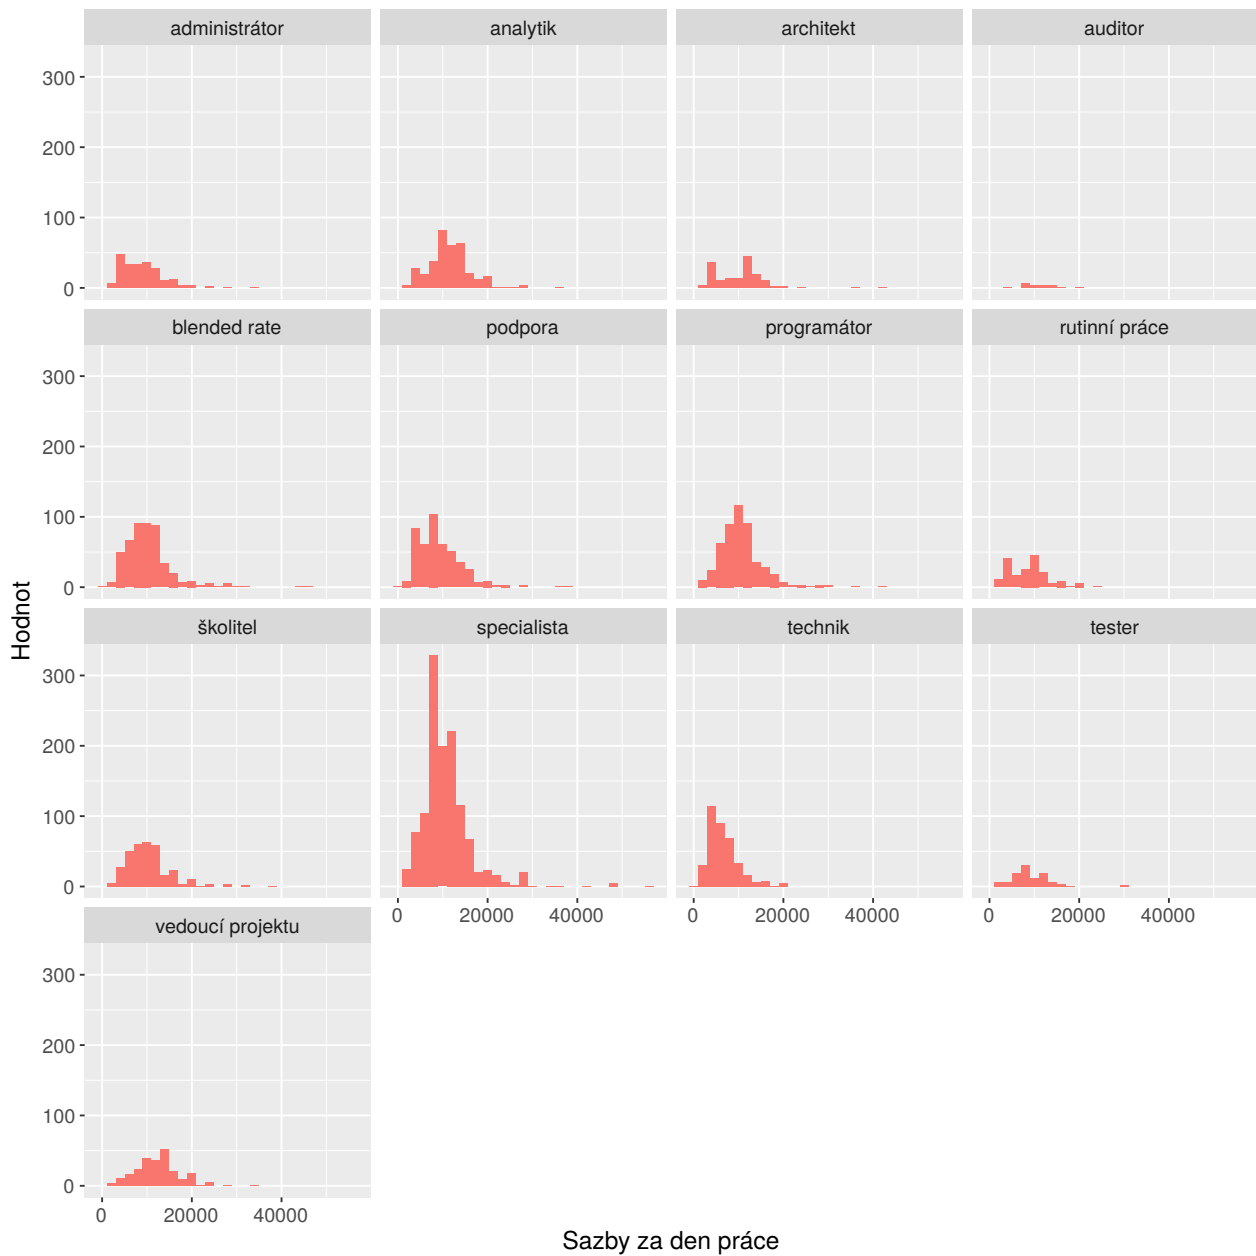 administrátor analytik architekt auditor
300
200
100
0
blended rate podpora programátor rutinní práce
300
200
100
0
školitel specialista technik tester
300
200
100
0
0 20000 40000 0 20000 40000 0 20000 40000
vedoucí projektu
300
200
100
0
0 20000 40000
Hodnot
Sazby za den práce